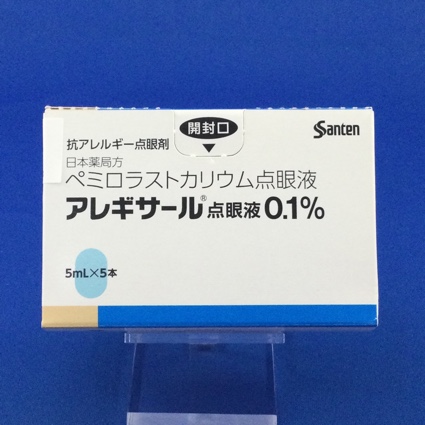 開封口
Santen
抗アレルギー点眼剤
日本薬局方
ペミロラストカリウム点眼液
アレギサール®点眼液0.1%
5mL×5本